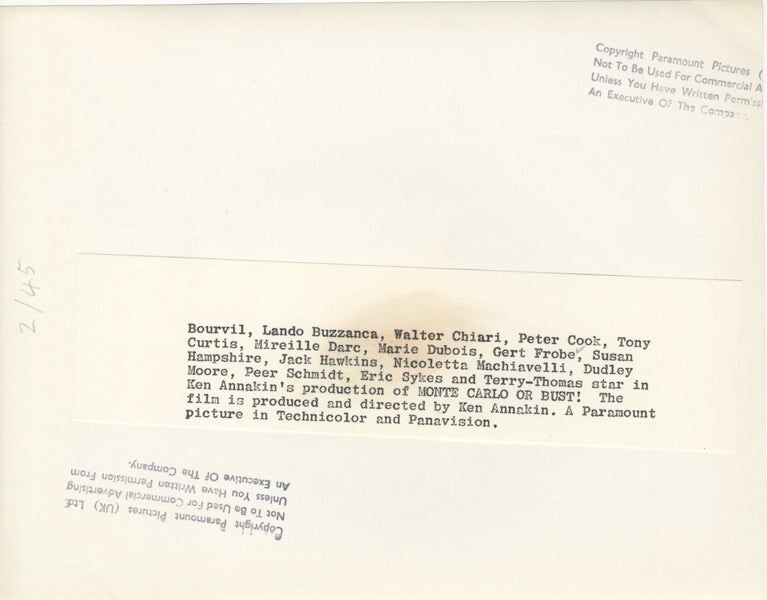 Copyright Paramount Pictures (
Not To Be Used For Commercial A
Unless You Have Written Permiss
An Executive Of The Company.
2/45
Bourvil, Lando Buzzanca, Walter Chiari, Peter Cook, Tony
Curtis, Mireille Darc, Marie Dubois, Gert Frobe, Susan
Hampshire, Jack Hawkins, Nicoletta Machiavelli, Dudley
Moore, Peer Schmidt, Eric Sykes and Terry-Thomas star in
Ken Annakin's production of MONTE CARLO OR BUST! The
film is produced and directed by Ken Annakin. A Paramount
picture in Technicolor and Panavision.
Copyright Paramount Pictures (UK) Ltd.
Not To Be Used For Commercial Advertising
Unless You Have Written Permission From
An Executive Of The Company.